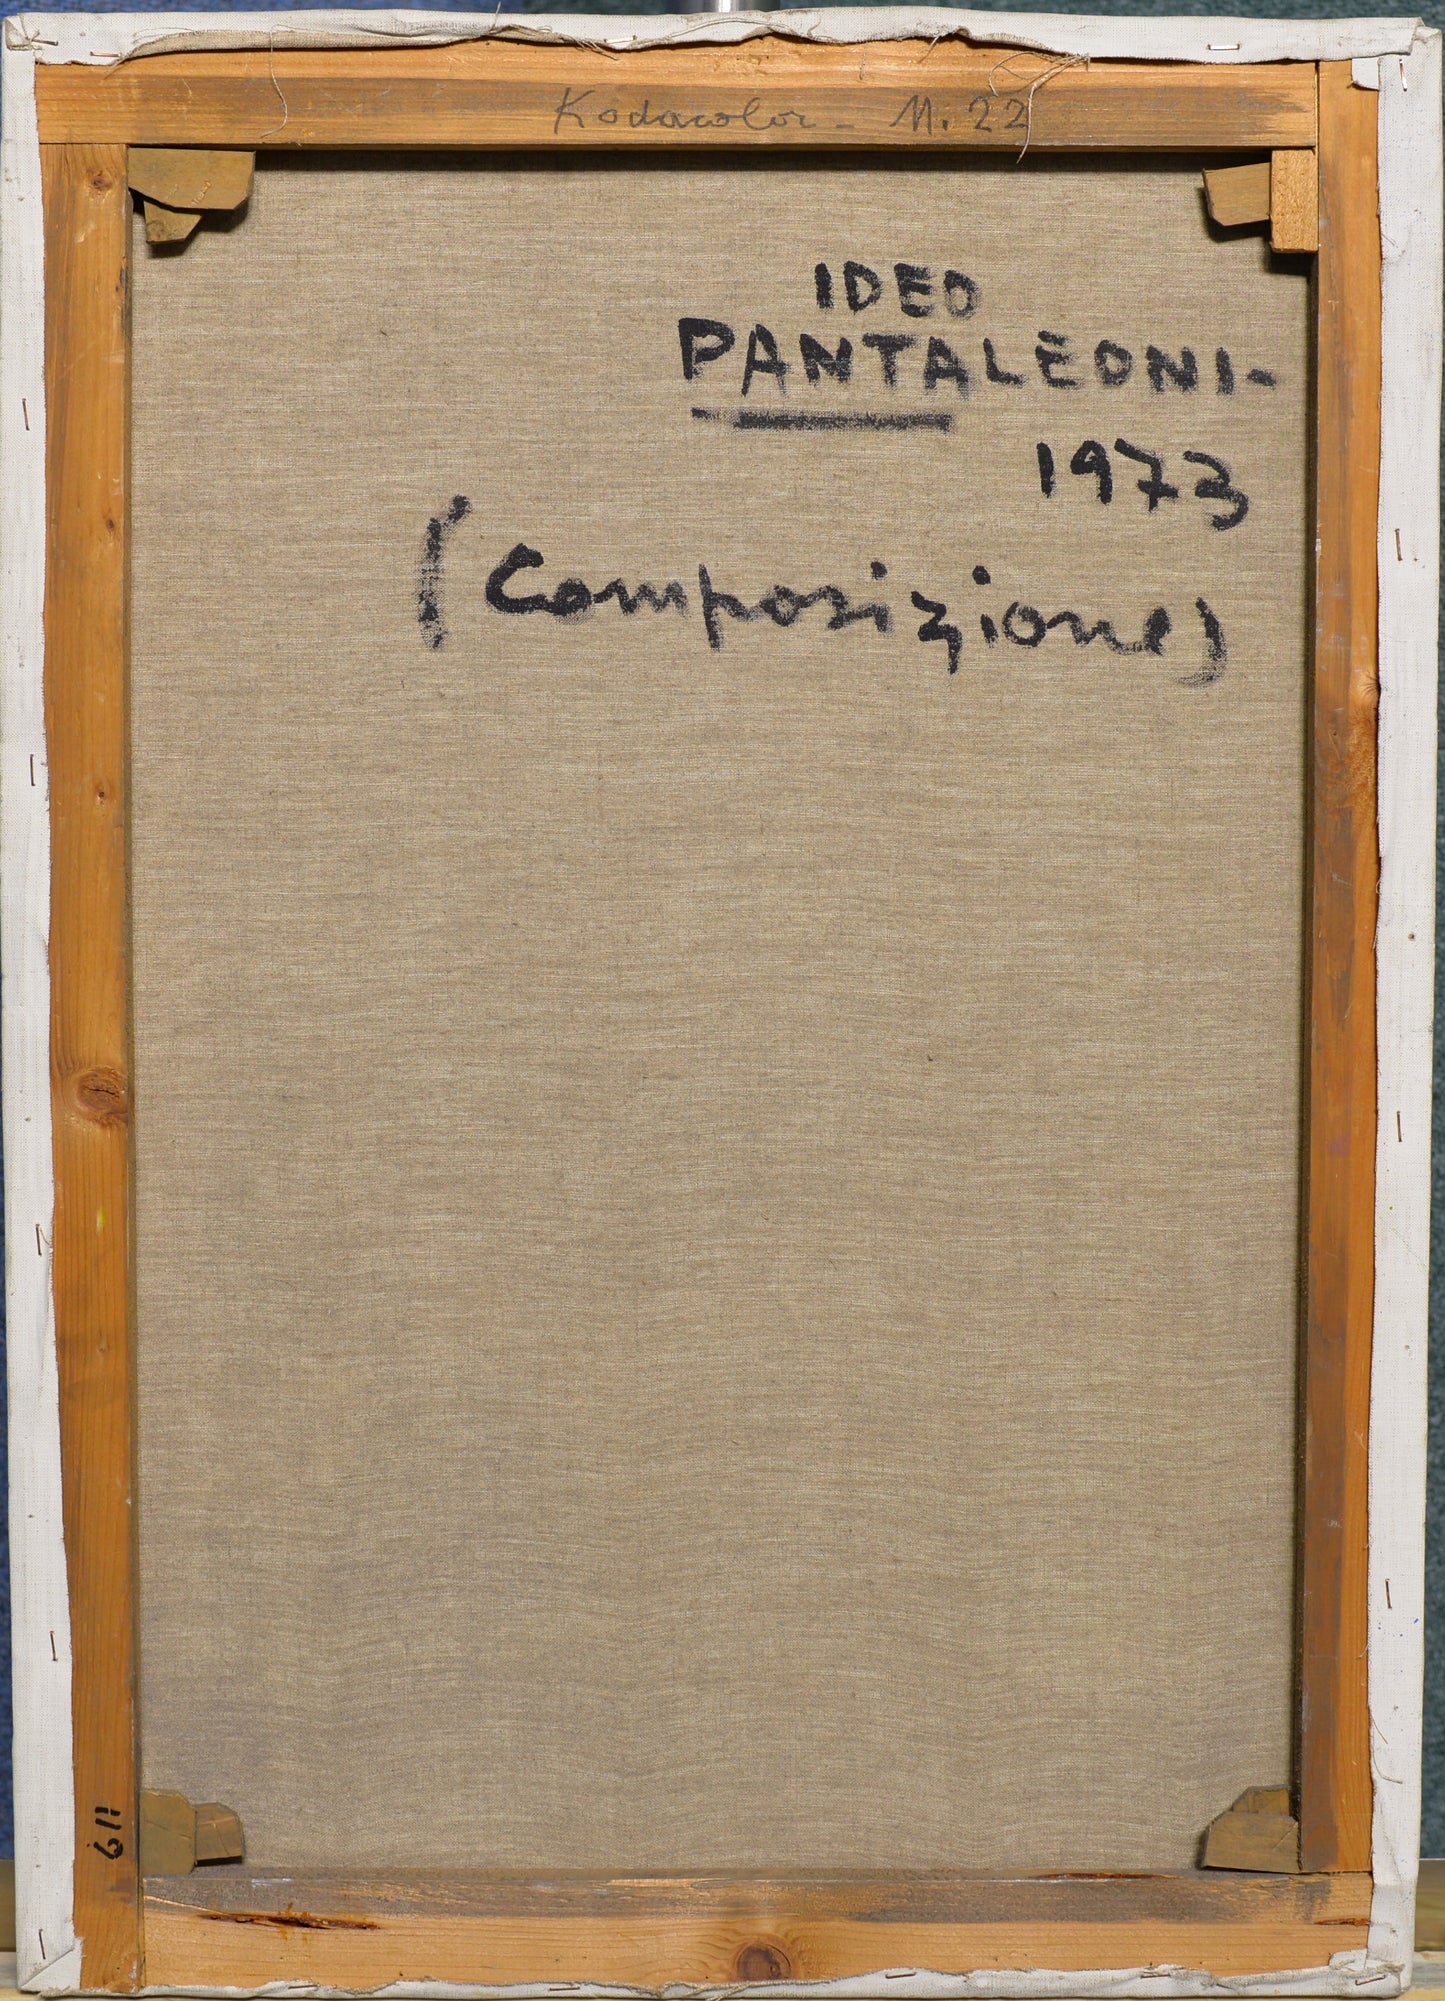 Kodacolor - N. 22
IDEO
PANTALEONI-
1973
(Composizione)
119